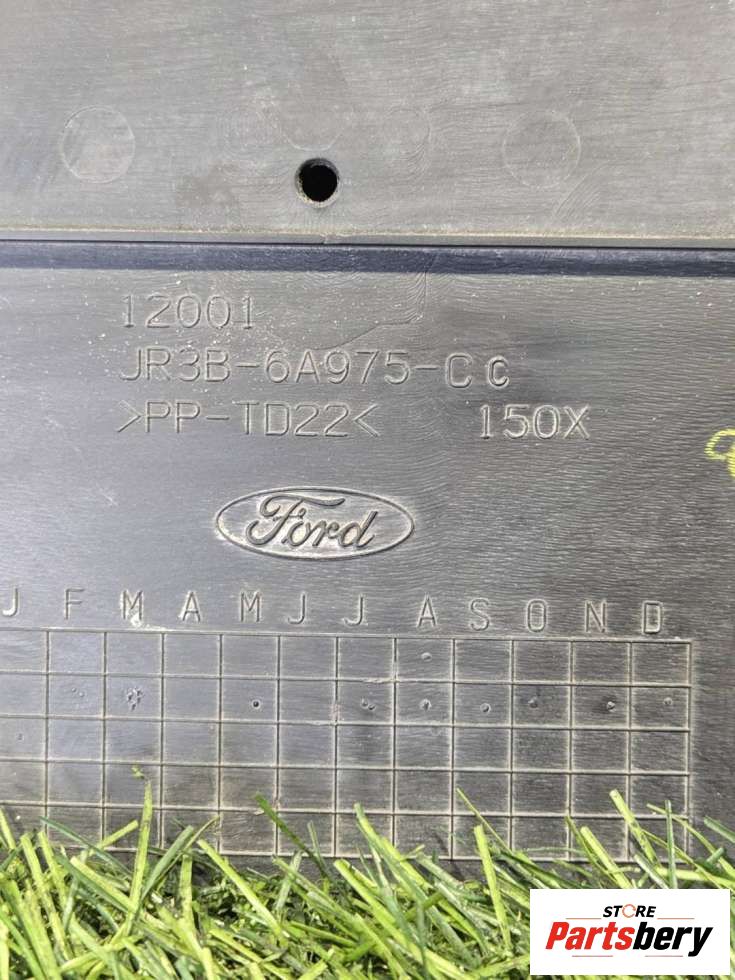 12001
JR3B-6A975-CC
>PP-TD22< 150X
Ford
J F M A M J J A S O N D
STORE
Partsbery